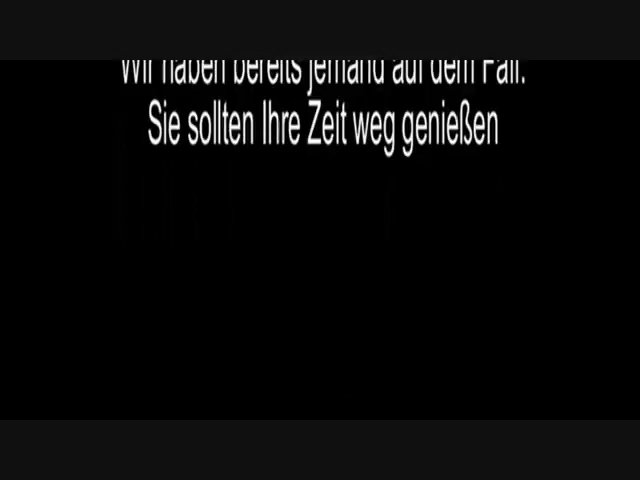 Wir haben bereits jemand auf dem Fall.
Sie sollten Ihre Zeit weg genießen